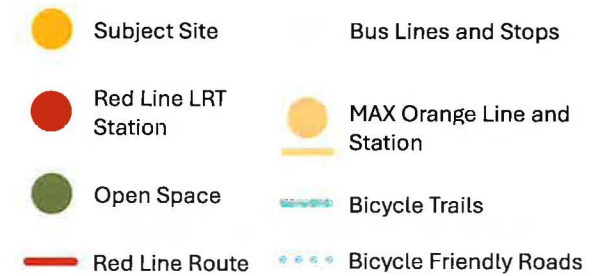 Subject Site
Red Line LRT
Station
Open Space
Red Line Route
Bus Lines and Stops
MAX Orange Line and
Station
Bicycle Trails
Bicycle Friendly Roads